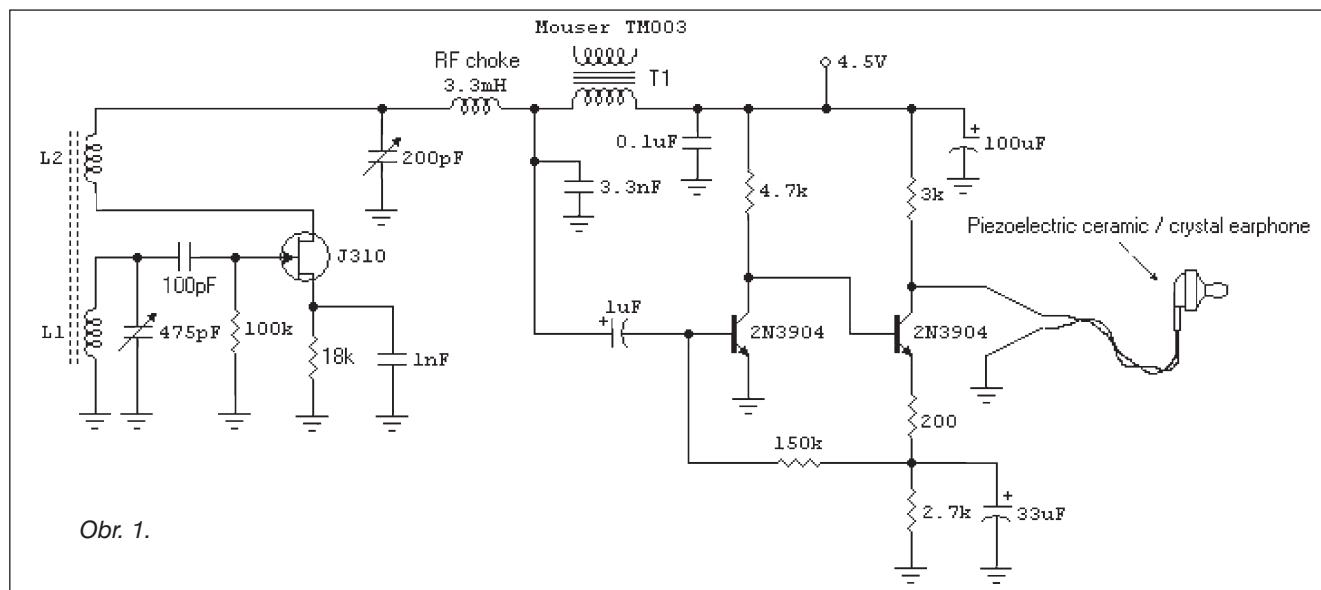 Mouser TM003
RF choke
3.3mH
T1
4.5V
L2
200pF
0.1uF
100uF
3.3nF
4.7k
3k
Piezoelectric ceramic / crystal earphone
J310
100pF
1uF
2N3904
2N3904
L1
475pF
100k
18k
1nF
200
150k
2.7k
33uF
Obr. 1.
+
+
+